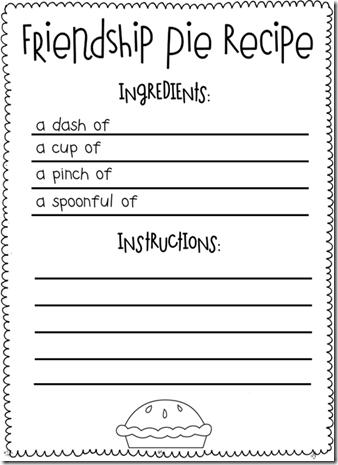 Friendship Pie Recipe
Ingredients:
a dash of
a cup of
a pinch of
a spoonful of
Instructions: